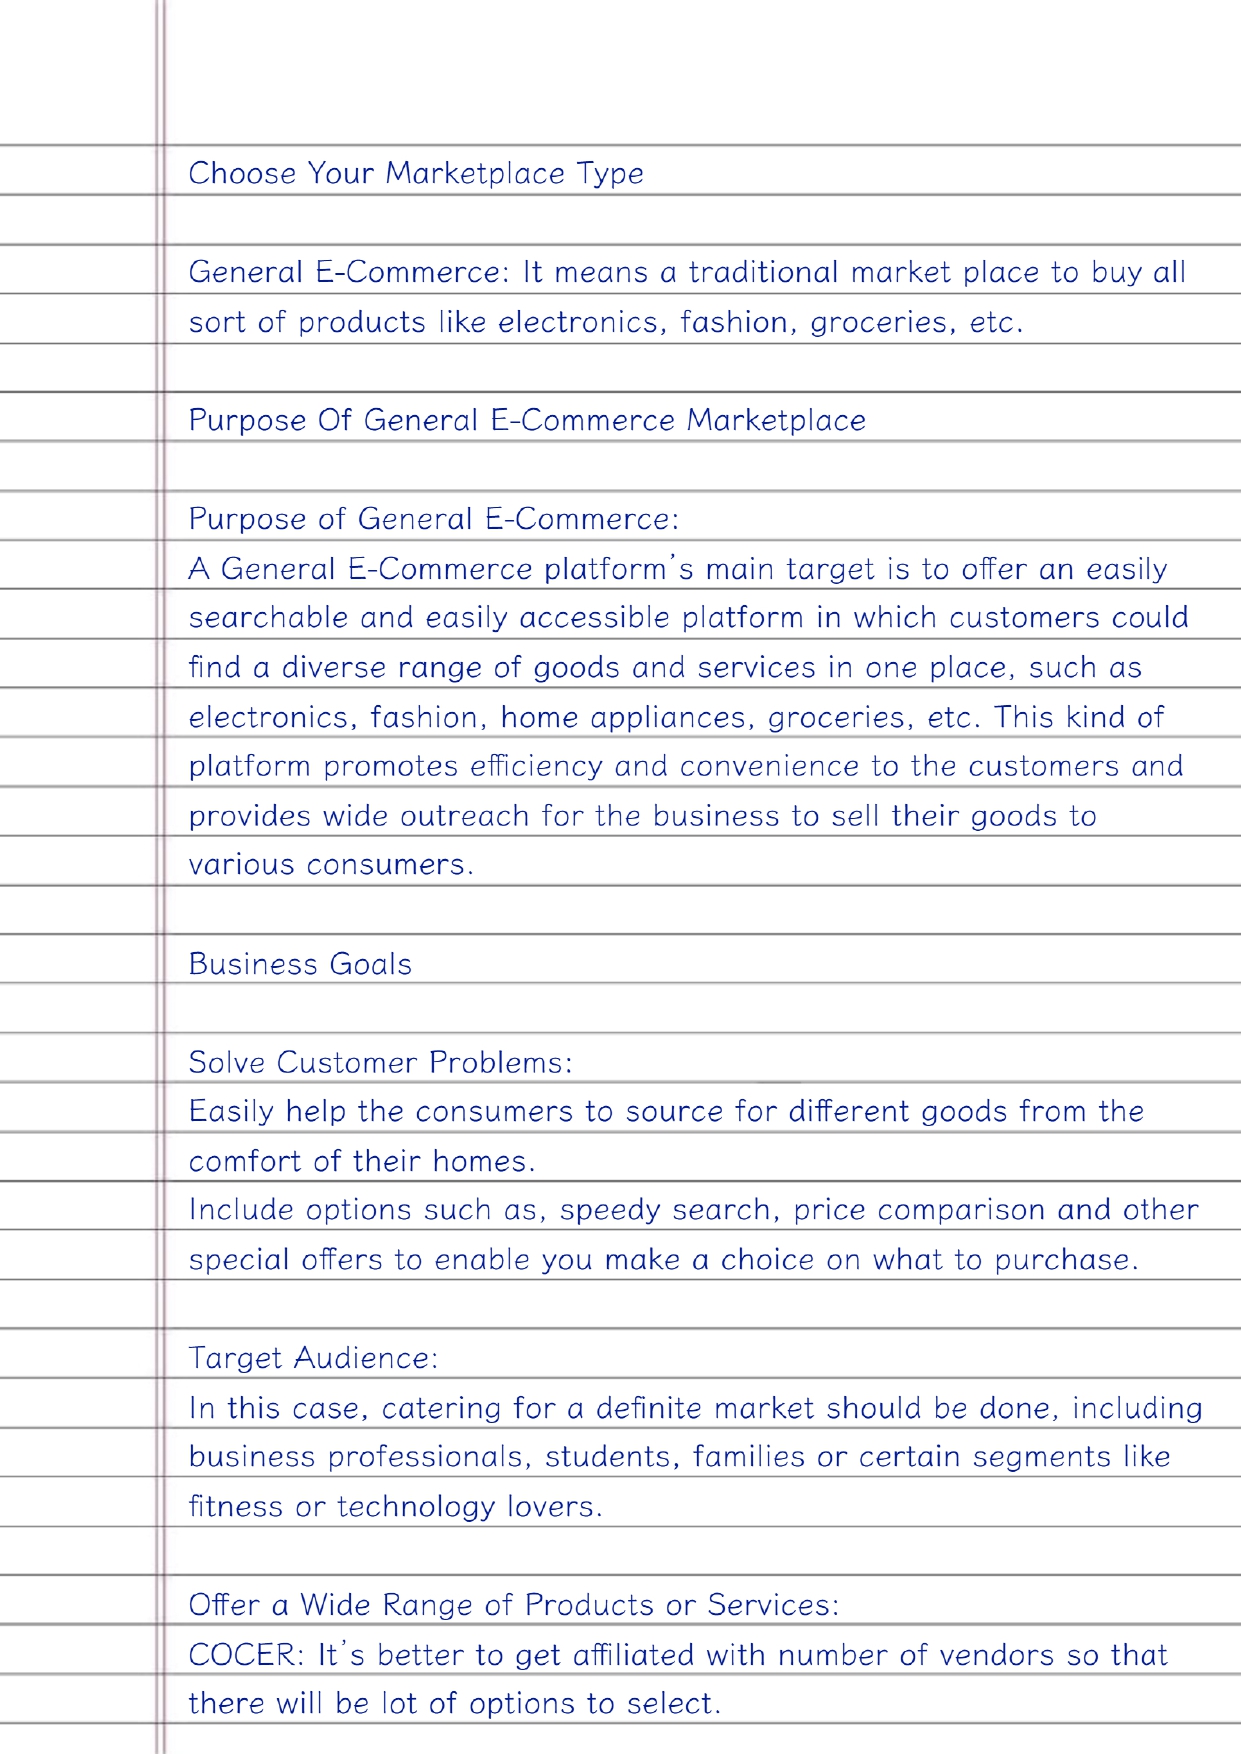 Choose Your Marketplace Type
General E-Commerce: It means a traditional market place to buy all
sort of products like electronics, fashion, groceries, etc.
Purpose Of General E-Commerce Marketplace
Purpose of General E-Commerce:
A General E-Commerce platform's main target is to offer an easily
searchable and easily accessible platform in which customers could
find a diverse range of goods and services in one place, such as
electronics, fashion, home appliances, groceries, etc. This kind of
platform promotes efficiency and convenience to the customers and
provides wide outreach for the business to sell their goods to
various consumers.
Business Goals
Solve Customer Problems:
Easily help the consumers to source for different goods from the
comfort of their homes.
Include options such as, speedy search, price comparison and other
special offers to enable you make a choice on what to purchase.
Target Audience:
In this case, catering for a definite market should be done, including
business professionals, students, families or certain segments like
fitness or technology lovers.
Offer a Wide Range of Products or Services:
COCER: It's better to get affiliated with number of vendors so that
there will be lot of options to select.